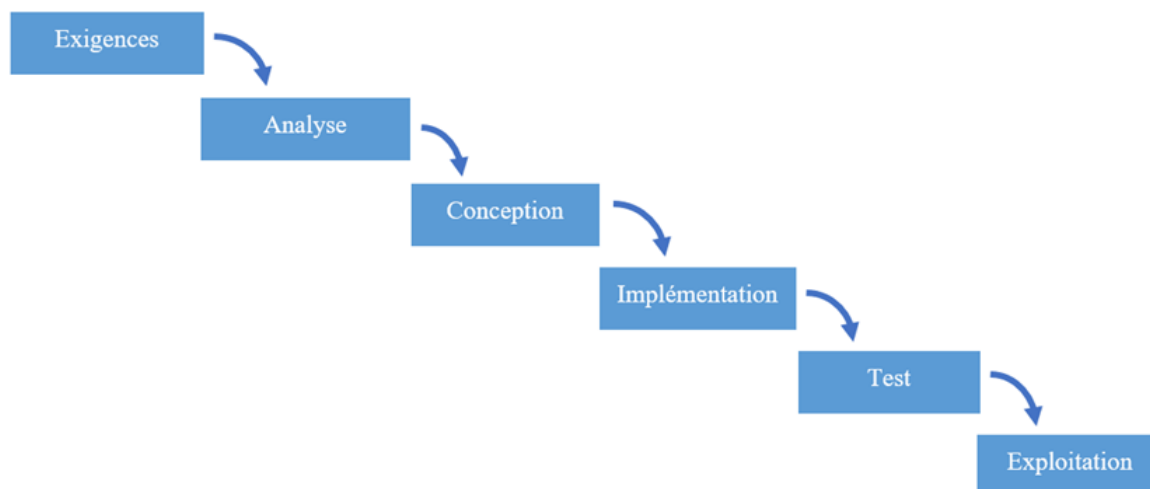 Exigences
Analyse
Conception
Implémentation
Test
Exploitation